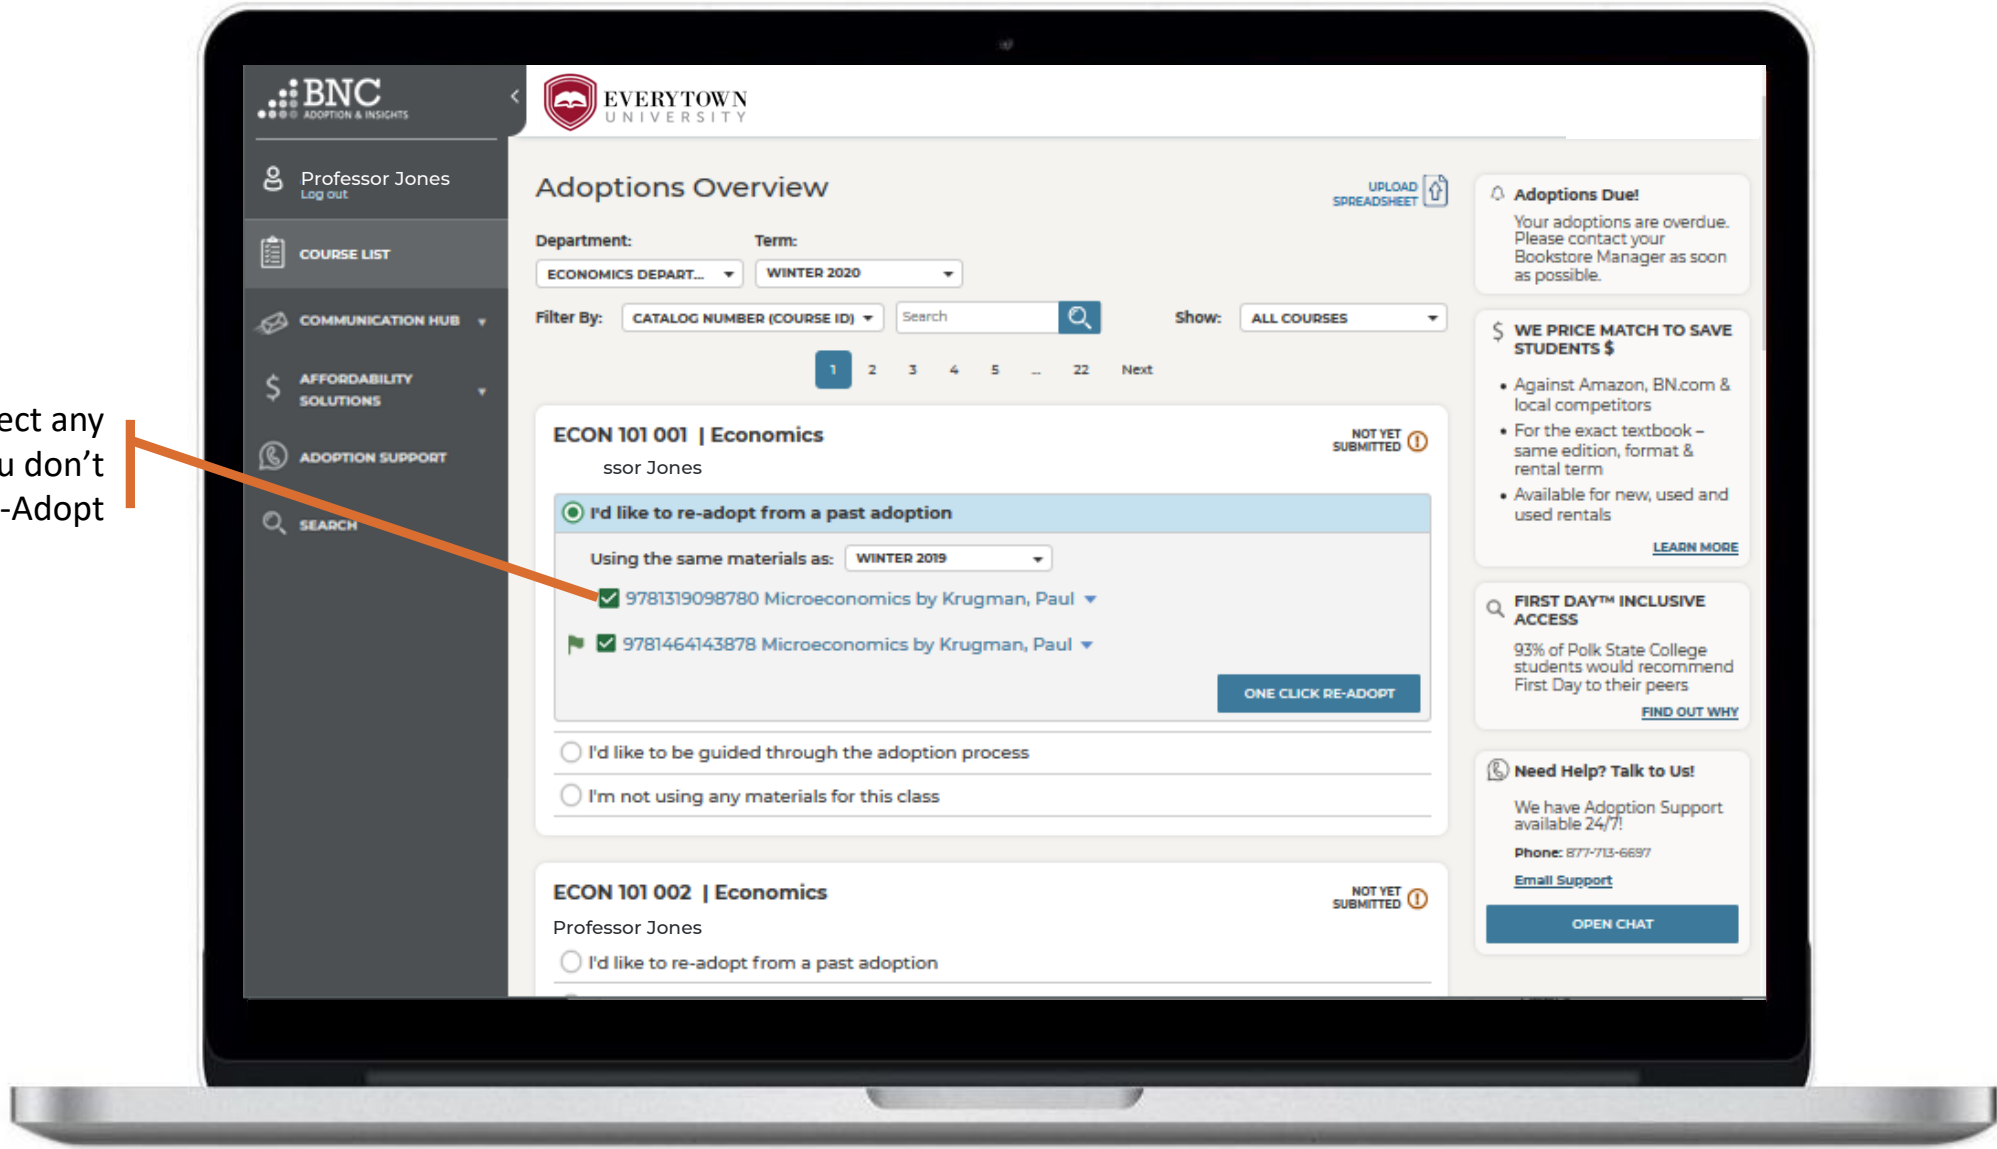 ect any
u don't
-Adopt
BNC
ADOPTION & INSIGHTS
Professor Jones
Log out
COURSE LIST
COMMUNICATION HUB
AFFORDABILITY
SOLUTIONS
ADOPTION SUPPORT
SEARCH
EVERYTOWN
UNIVERSITY
Adoptions Overview
UPLOAD
SPREADSHEET
Department:
Term:
ECONOMICS DEPART...
WINTER 2020
Filter By:
CATALOG NUMBER (COURSE ID)
Search
Show:
ALL COURSES
1 2 3 4 5 ... 22 Next
ECON 101 001 | Economics
NOT YET
SUBMITTED
ssor Jones
I'd like to re-adopt from a past adoption
Using the same materials as: WINTER 2019
9781319098780 Microeconomics by Krugman, Paul
9781464143878 Microeconomics by Krugman, Paul
ONE CLICK RE-ADOPT
I'd like to be guided through the adoption process
I'm not using any materials for this class
ECON 101 002 | Economics
NOT YET
SUBMITTED
Professor Jones
I'd like to re-adopt from a past adoption
Adoptions Due!
Your adoptions are overdue.
Please contact your
Bookstore Manager as soon
as possible.
$ WE PRICE MATCH TO SAVE
STUDENTS $
• Against Amazon, BN.com &
local competitors
• For the exact textbook –
same edition, format &
rental term
• Available for new, used and
used rentals
LEARN MORE
FIRST DAY™ INCLUSIVE
ACCESS
93% of Polk State College
students would recommend
First Day to their peers
FIND OUT WHY
Need Help? Talk to Us!
We have Adoption Support
available 24/7!
Phone: 877-713-6697
Email Support
OPEN CHAT